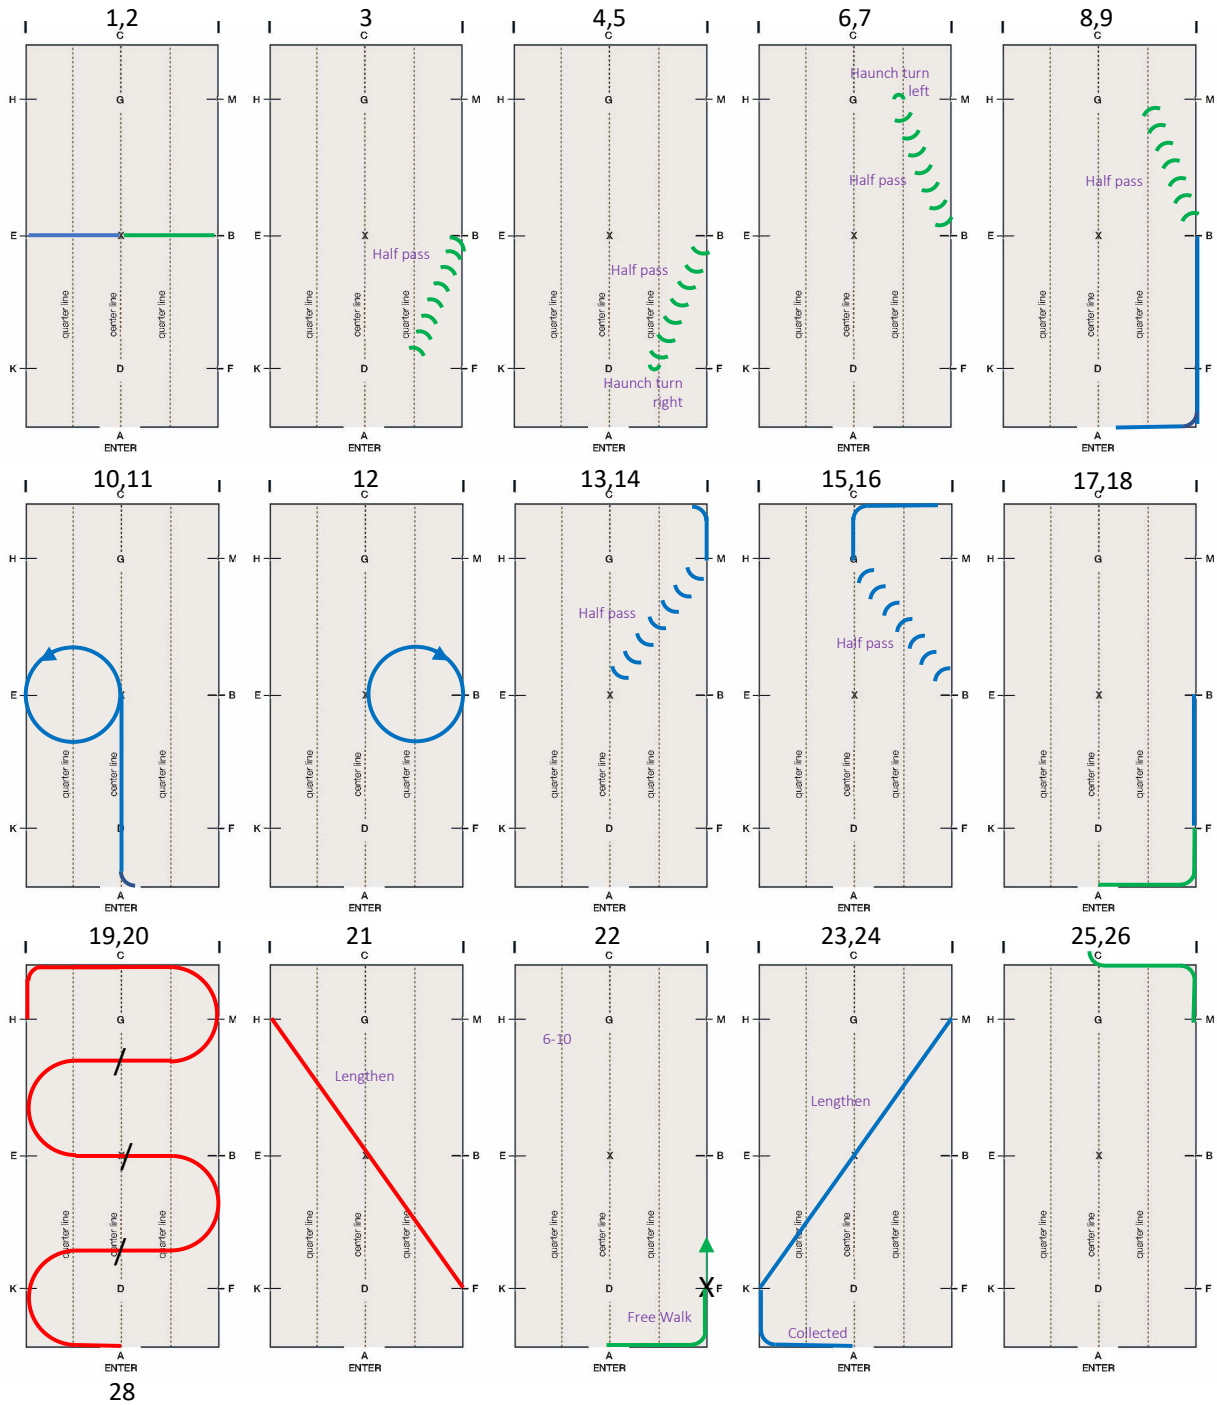 1,2 3 4,5 6,7 8,9
C C C C C
Haunch turn
left
H G M H G M H G M H G M H G M
Half pass Half pass
E X B E X B E X B E X B E X B
Half pass
Half pass
quarter line center line quarter line quarter line center line quarter line quarter line center line quarter line quarter line center line quarter line quarter line center line quarter line
K D F K D F K D F K D F K D F
Haunch turn
right
A A A A A
ENTER ENTER ENTER ENTER ENTER
10,11 12 13,14 15,16 17,18
C C C C C
H G M H G M H G M H G M H G M
Half pass
Half pass
E X B E X B E X B E X B E X B
quarter line center line quarter line quarter line center line quarter line quarter line center line quarter line quarter line center line quarter line quarter line center line quarter line
K D F K D F K D F K D F K D F
A A A A A
ENTER ENTER ENTER ENTER ENTER
19,20 21 22 23,24 25,26
C C C C C
H G M H G M H G M H G M H G M
6-10
Lengthen
Lengthen
E X B E X B E X B E X B E X B
quarter line center line quarter line quarter line center line quarter line quarter line center line quarter line quarter line center line quarter line quarter line center line quarter line
K D F K D F K D X F K D F K D F
Free Walk
Collected
A A A A A
ENTER ENTER ENTER ENTER ENTER
28